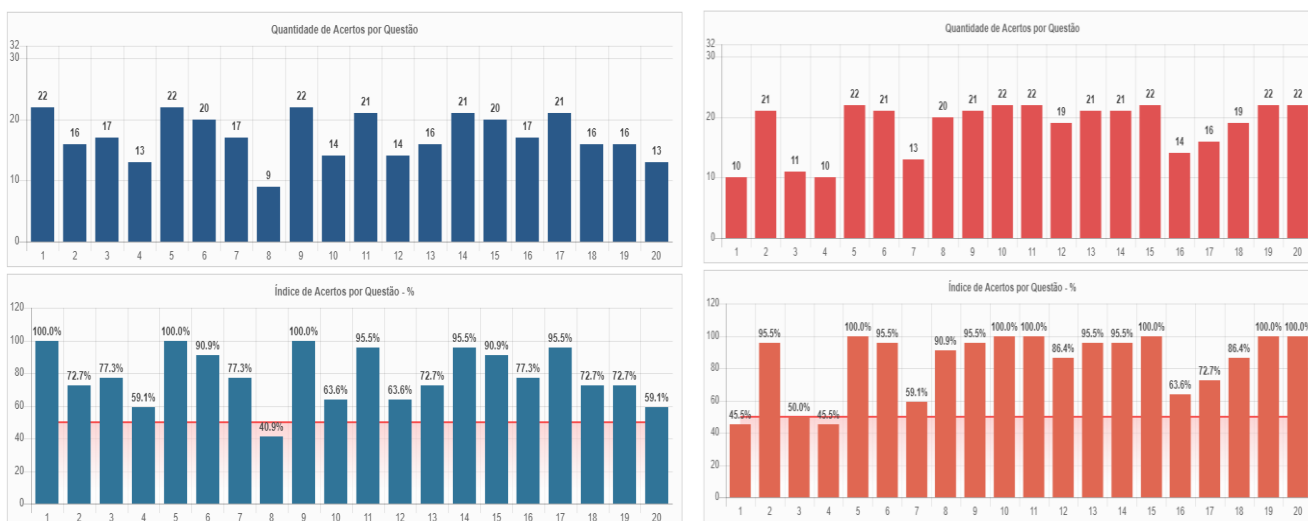 Quantidade de Acertos por Questão
32
30
20
10
0
22 16 17 13 22 20 17 9 22 14 21 14 16 21 20 17 21 16 16 13
1 2 3 4 5 6 7 8 9 10 11 12 13 14 15 16 17 18 19 20
Índice de Acertos por Questão - %
120
100
80
60
40
20
0
100.0% 72.7% 77.3% 59.1% 100.0% 90.9% 77.3% 40.9% 100.0% 63.6% 95.5% 63.6% 72.7% 95.5% 90.9% 77.3% 95.5% 72.7% 72.7% 59.1%
1 2 3 4 5 6 7 8 9 10 11 12 13 14 15 16 17 18 19 20
Quantidade de Acertos por Questão
32
30
20
10
0
10 21 11 10 22 21 13 20 21 22 22 19 21 21 22 14 16 19 22 22
1 2 3 4 5 6 7 8 9 10 11 12 13 14 15 16 17 18 19 20
Índice de Acertos por Questão - %
120
100
80
60
40
20
0
45.5% 95.5% 50.0% 45.5% 100.0% 95.5% 59.1% 90.9% 95.5% 100.0% 100.0% 86.4% 95.5% 95.5% 100.0% 63.6% 72.7% 86.4% 100.0% 100.0%
1 2 3 4 5 6 7 8 9 10 11 12 13 14 15 16 17 18 19 20